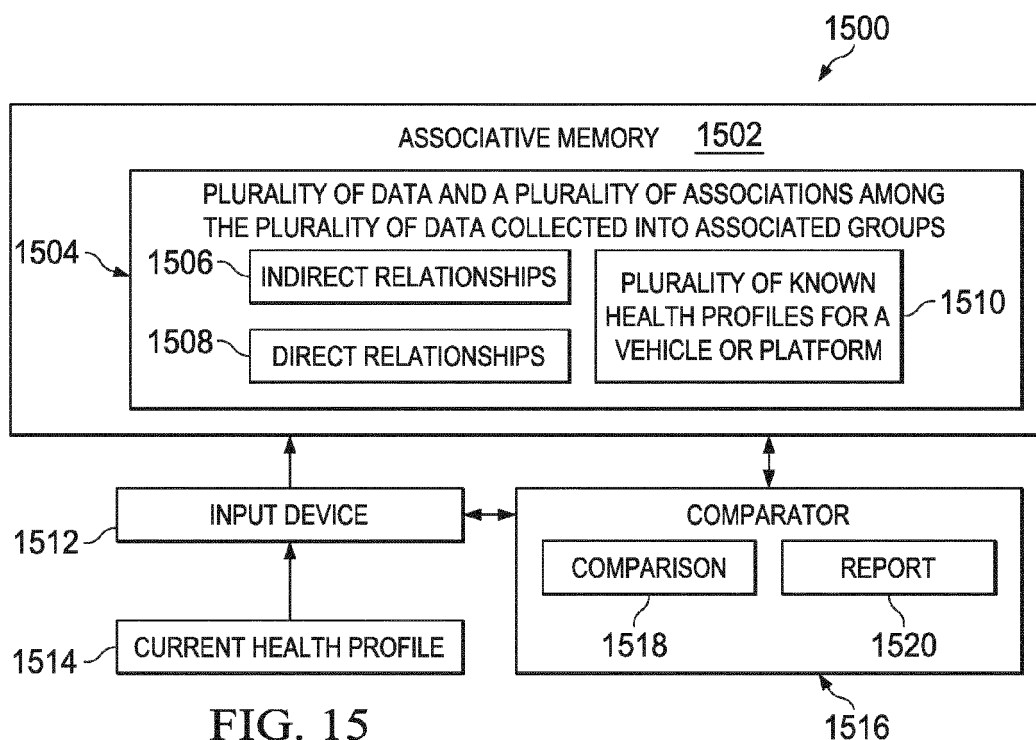 1500
ASSOCIATIVE MEMORY 1502
PLURALITY OF DATA AND A PLURALITY OF ASSOCIATIONS AMONG
THE PLURALITY OF DATA COLLECTED INTO ASSOCIATED GROUPS
1504
1506
INDIRECT RELATIONSHIPS
1508
DIRECT RELATIONSHIPS
PLURALITY OF KNOWN
HEALTH PROFILES FOR A
VEHICLE OR PLATFORM
1510
INPUT DEVICE
1512
CURRENT HEALTH PROFILE
1514
COMPARATOR
COMPARISON
REPORT
1518
1520
1516
FIG. 15